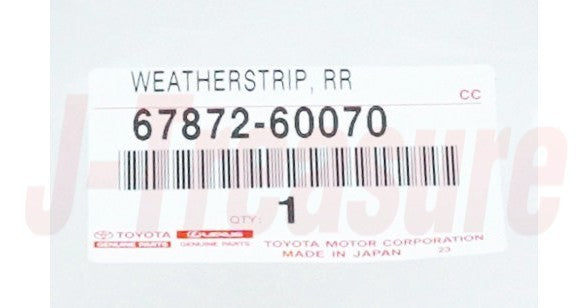 WEATHERSTRIP, RR
CC
67872-60070
QTY: 1
TOYOTA LEXUS
GENUINE PARTS GENUINE PARTS
TOYOTA MOTOR CORPORATION
MADE IN JAPAN 23
J-Treasure